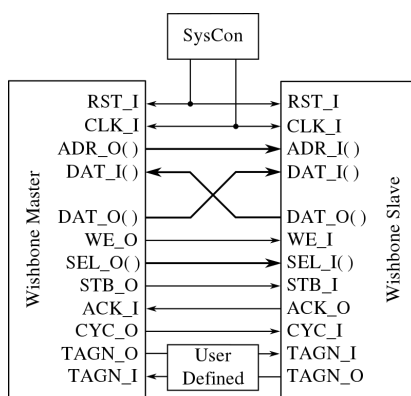 SysCon
RST_I RST_I
CLK_I CLK_I
ADR_O() ADR_I()
DAT_I() DAT_I()
DAT_O() DAT_O()
WE_O WE_I
SEL_O() SEL_I()
STB_O STB_I
ACK_I ACK_O
CYC_O CYC_I
TAGN_O User TAGN_I
TAGN_I Defined TAGN_O
Wishbone Master
Wishbone Slave